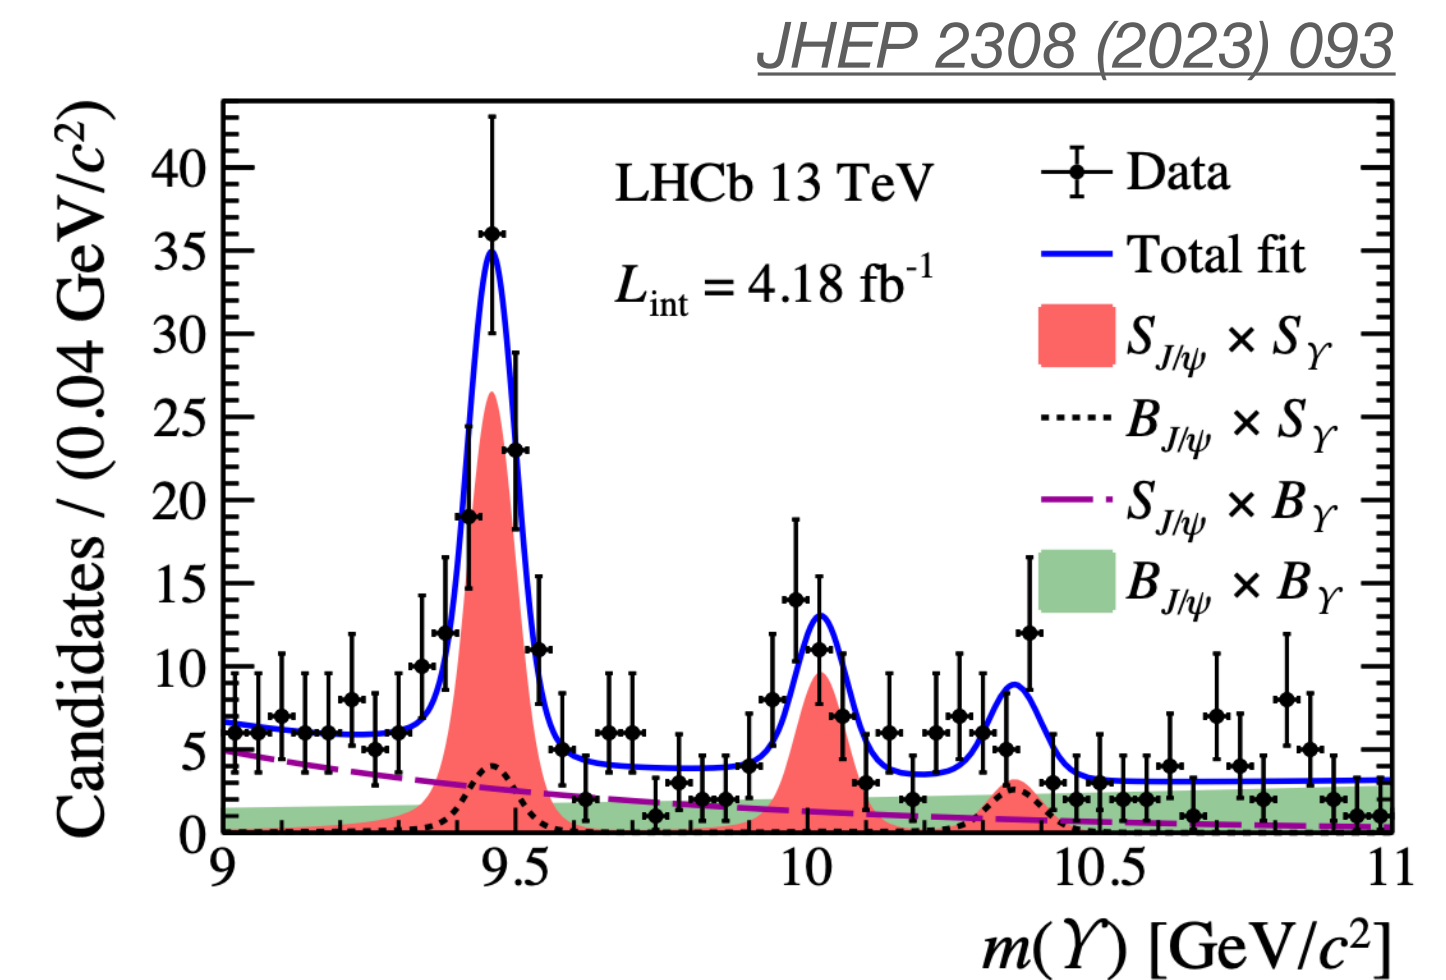 JHEP 2308 (2023) 093
Candidates / (0.04 GeV/c²)
40
35
30
25
20
15
10
5
0
LHCb 13 TeV
L_int = 4.18 fb⁻¹
Data
Total fit
S_J/ψ × S_ϒ
B_J/ψ × S_ϒ
S_J/ψ × B_ϒ
B_J/ψ × B_ϒ
9 9.5 10 10.5 11
m(ϒ) [GeV/c²]